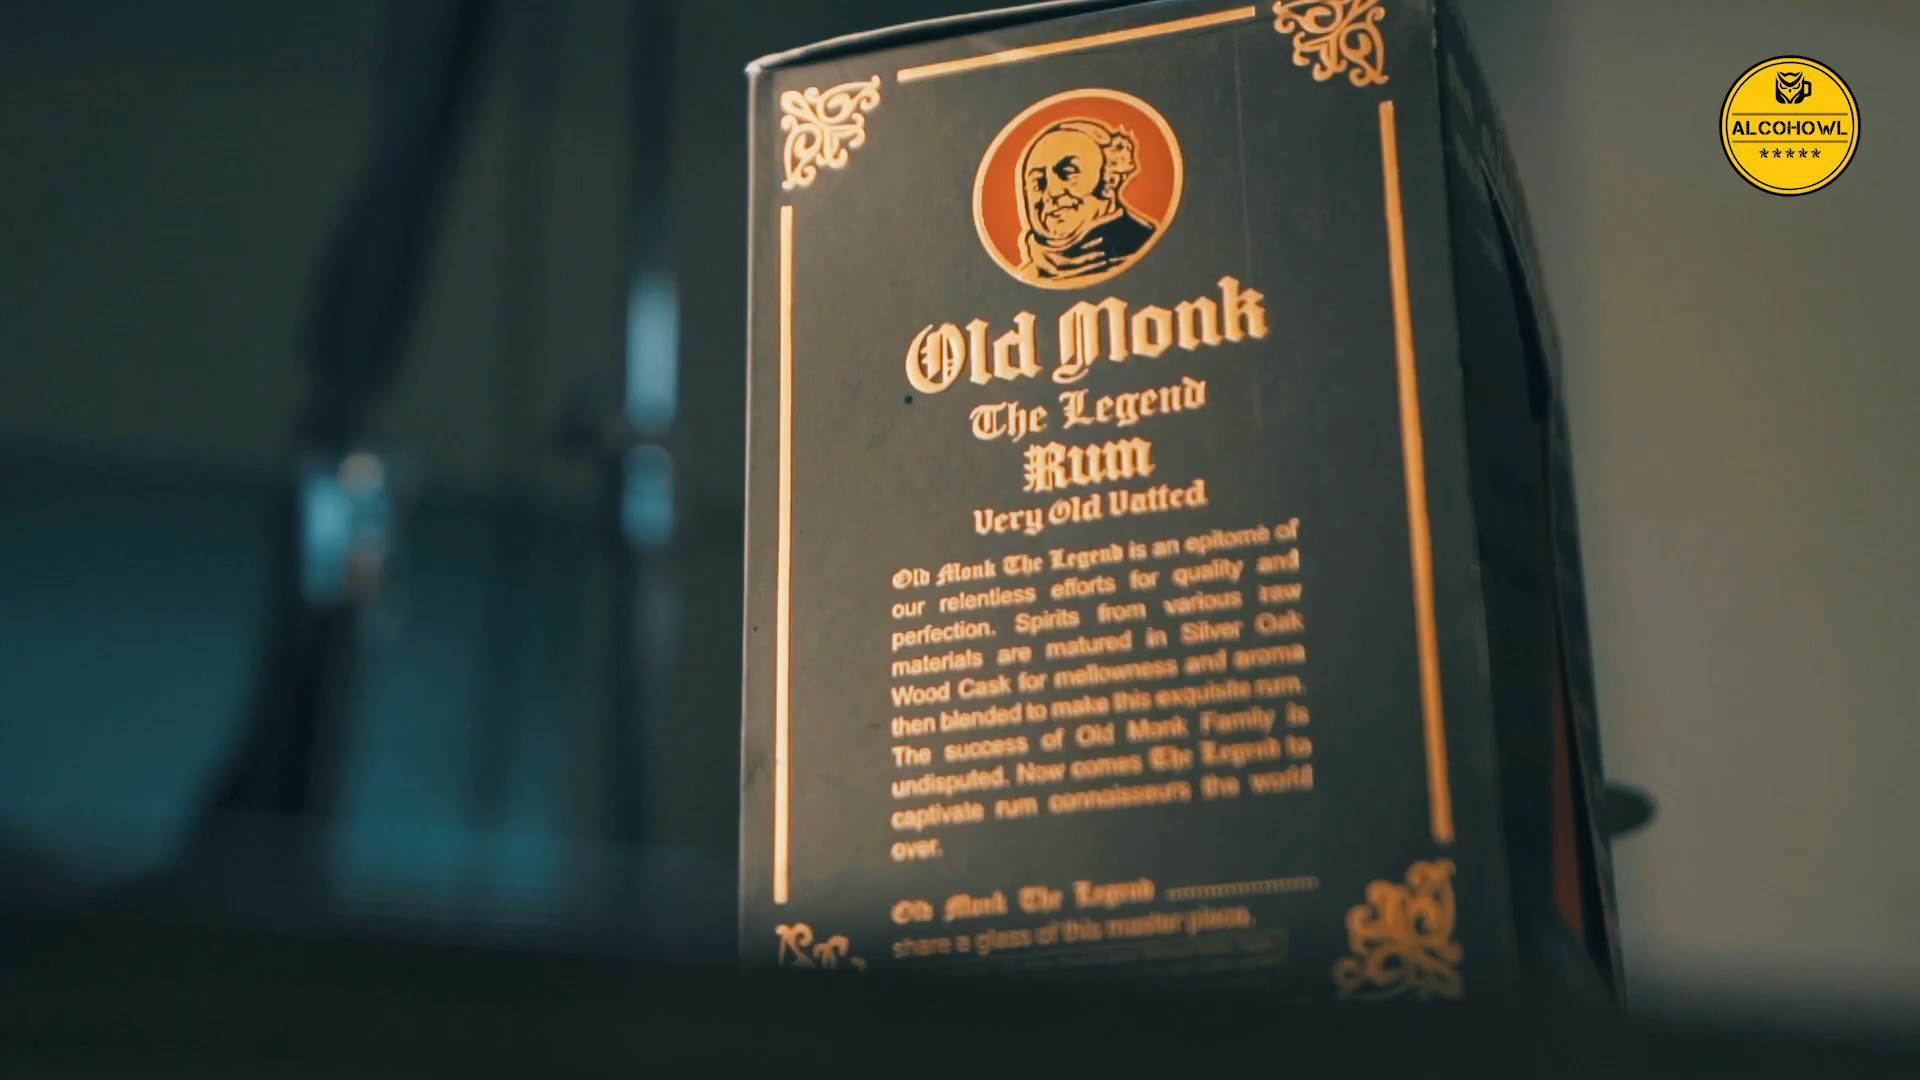 ALCOHOWL
Old Monk
The Legend
Rum
Very Old Vatted
Old Monk The Legend is an epitome of
our relentless efforts for quality and
perfection. Spirits from various raw
materials are matured in Silver Oak
Wood Cask for mellowness and aroma
then blended to make this exquisite rum.
The success of Old Monk Family is
undisputed. Now comes The Legend to
captivate rum connoisseurs the world
over.
Old Monk The Legend ....................
share a glass of this master piece.